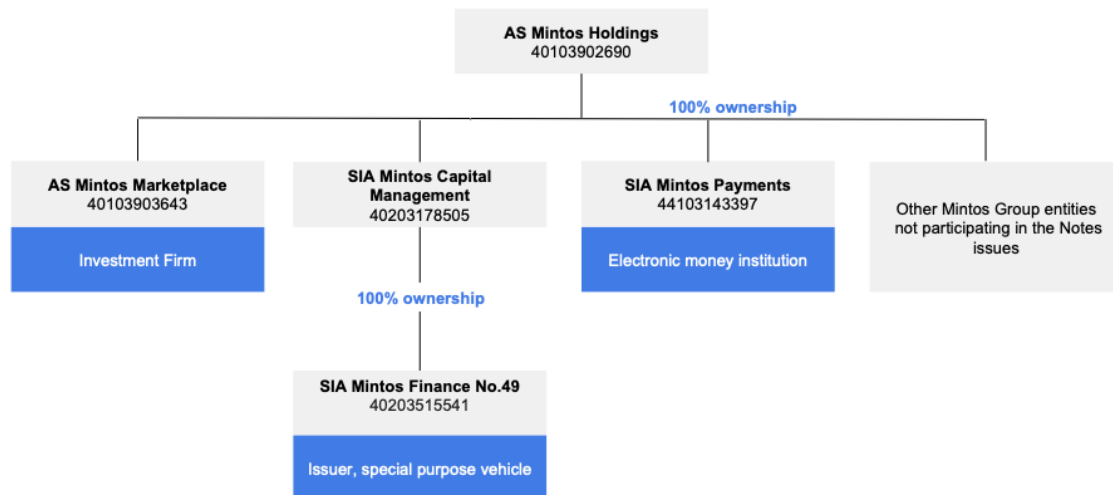 AS Mintos Holdings
40103902690
100% ownership
AS Mintos Marketplace
40103903643
Investment Firm
SIA Mintos Capital
Management
40203178505
SIA Mintos Payments
44103143397
Electronic money institution
Other Mintos Group entities
not participating in the Notes
issues
100% ownership
SIA Mintos Finance No.49
40203515541
Issuer, special purpose vehicle